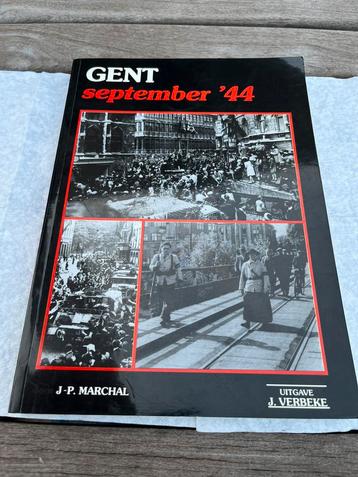 GENT
september '44
J-P. MARCHAL
UITGAVE
J. VERBEKE